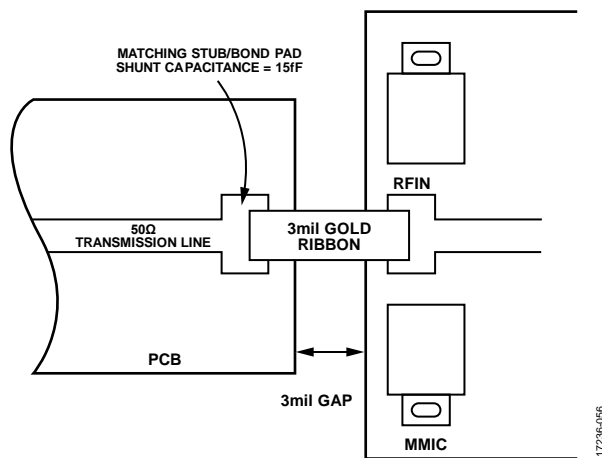 MATCHING STUB/BOND PAD
SHUNT CAPACITANCE = 15fF
RFIN
50Ω
TRANSMISSION LINE
3mil GOLD
RIBBON
PCB
3mil GAP
MMIC
17236-056